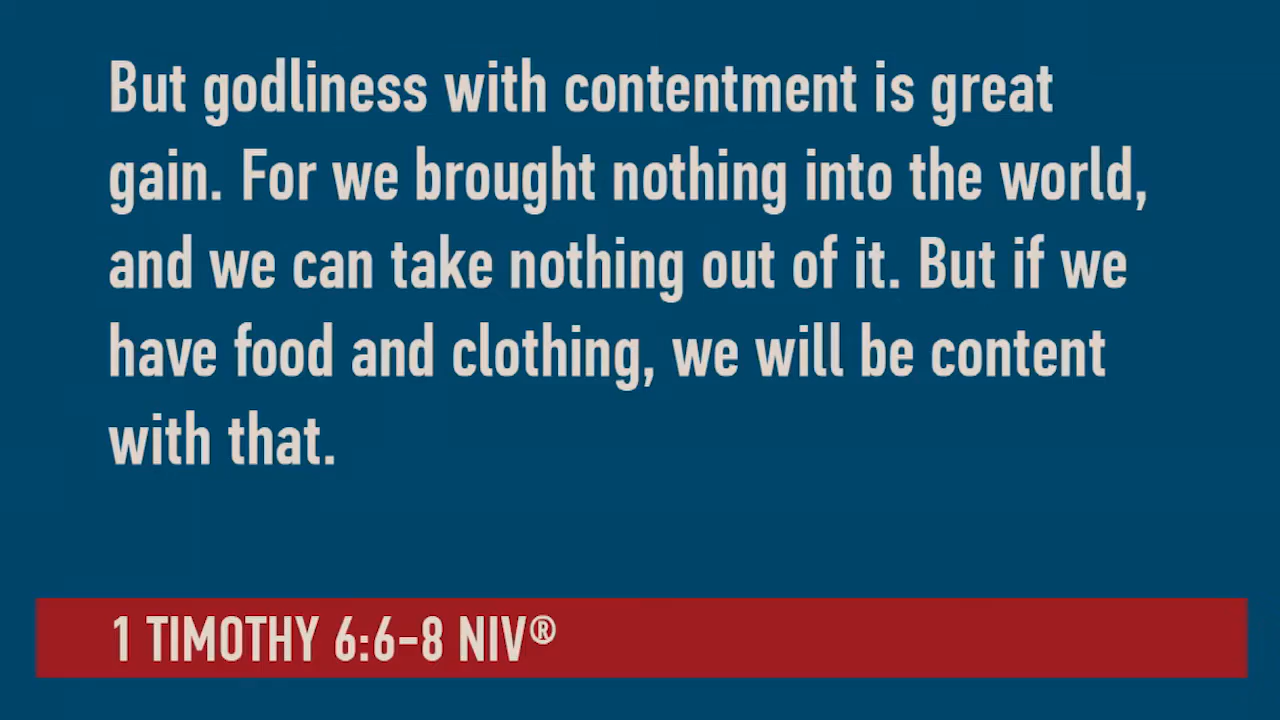 But godliness with contentment is great
gain. For we brought nothing into the world,
and we can take nothing out of it. But if we
have food and clothing, we will be content
with that.
1 TIMOTHY 6:6-8 NIV®